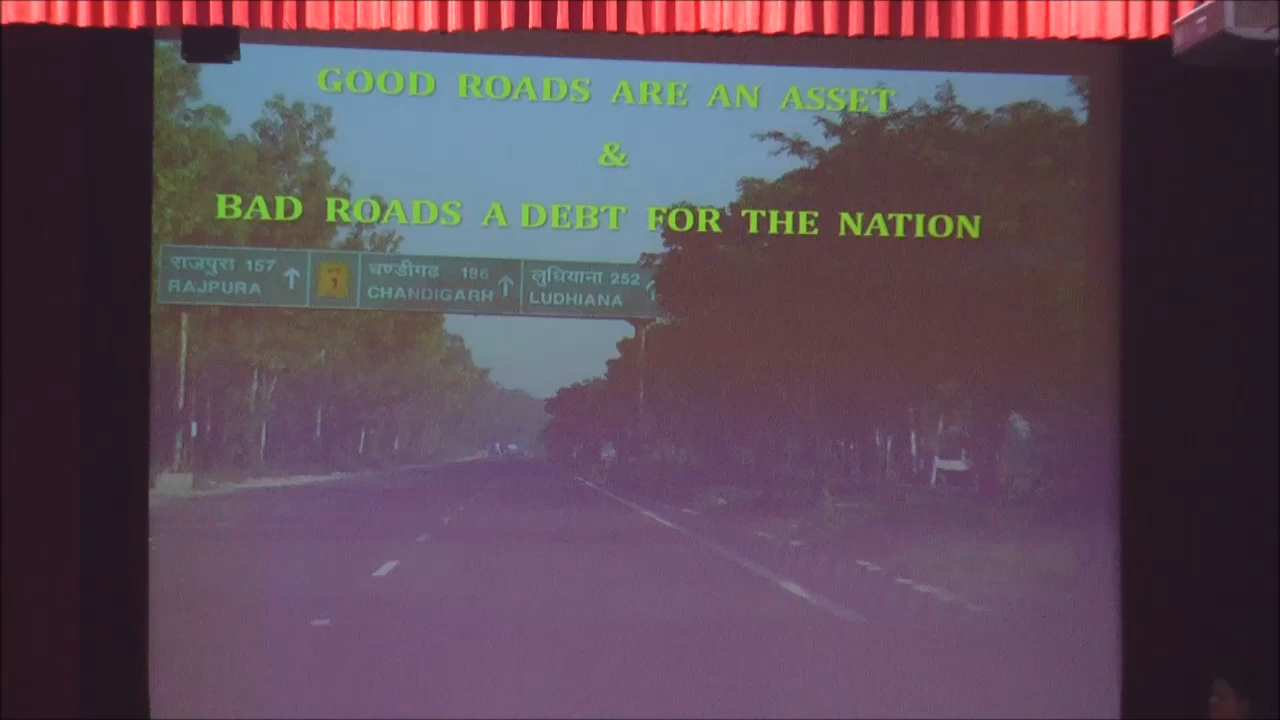 GOOD ROADS ARE AN ASSET
&
BAD ROADS A DEBT FOR THE NATION
राजपुरा 157
RAJPURA
1
चण्डीगढ 186
CHANDIGARH
लुधियाना 252
LUDHIANA